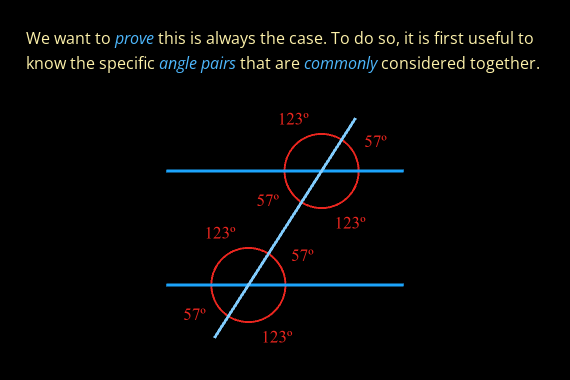 We want to prove this is always the case. To do so, it is first useful to
know the specific angle pairs that are commonly considered together.
123º
57º
57º
123º
123º
57º
57º
123º